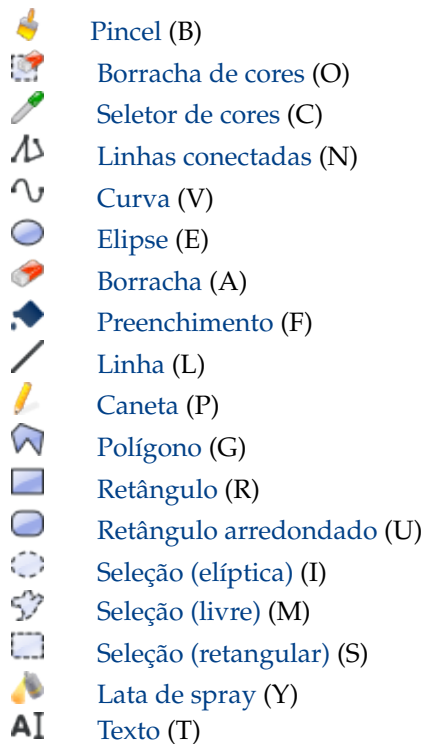 Pincel (B)
Borracha de cores (O)
Seletor de cores (C)
Linhas conectadas (N)
Curva (V)
Elipse (E)
Borracha (A)
Preenchimento (F)
Linha (L)
Caneta (P)
Polígono (G)
Retângulo (R)
Retângulo arredondado (U)
Seleção (elíptica) (I)
Seleção (livre) (M)
Seleção (retangular) (S)
Lata de spray (Y)
Texto (T)